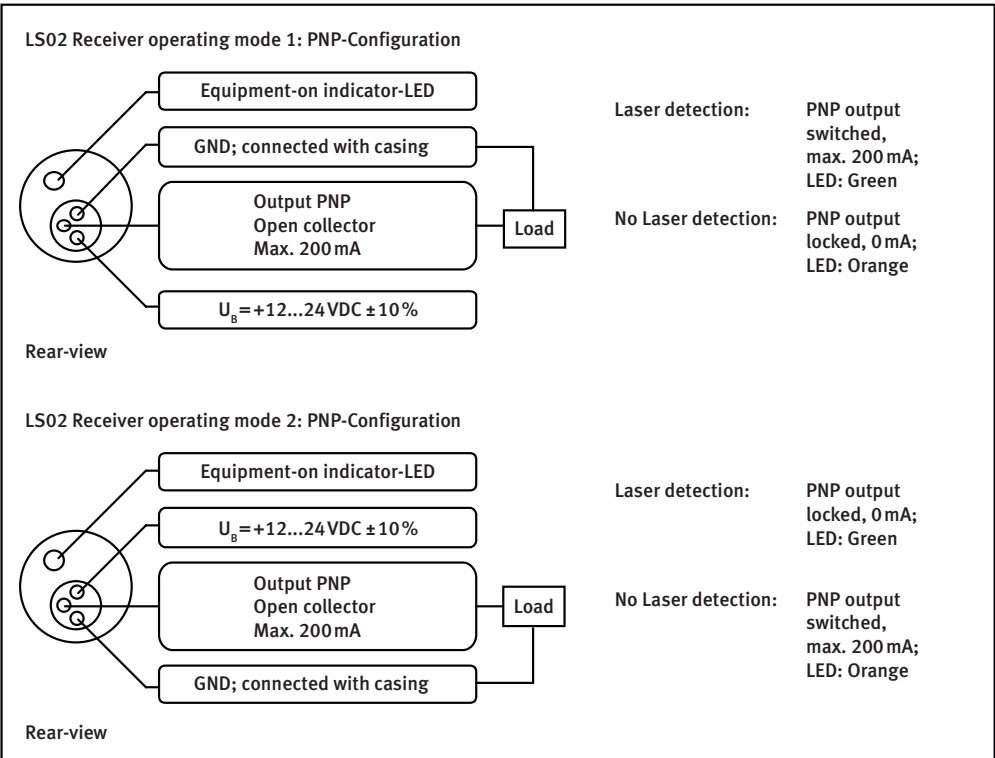 LS02 Receiver operating mode 1: PNP-Configuration
Equipment-on indicator-LED
GND; connected with casing
Output PNP
Open collector
Max. 200 mA
Load
U_B=+12...24 VDC ±10 %
Rear-view
Laser detection:
PNP output
switched,
max. 200 mA;
LED: Green
No Laser detection:
PNP output
locked, 0 mA;
LED: Orange
LS02 Receiver operating mode 2: PNP-Configuration
Equipment-on indicator-LED
U_B=+12...24 VDC ±10 %
Output PNP
Open collector
Max. 200 mA
Load
GND; connected with casing
Rear-view
Laser detection:
PNP output
locked, 0 mA;
LED: Green
No Laser detection:
PNP output
switched,
max. 200 mA;
LED: Orange